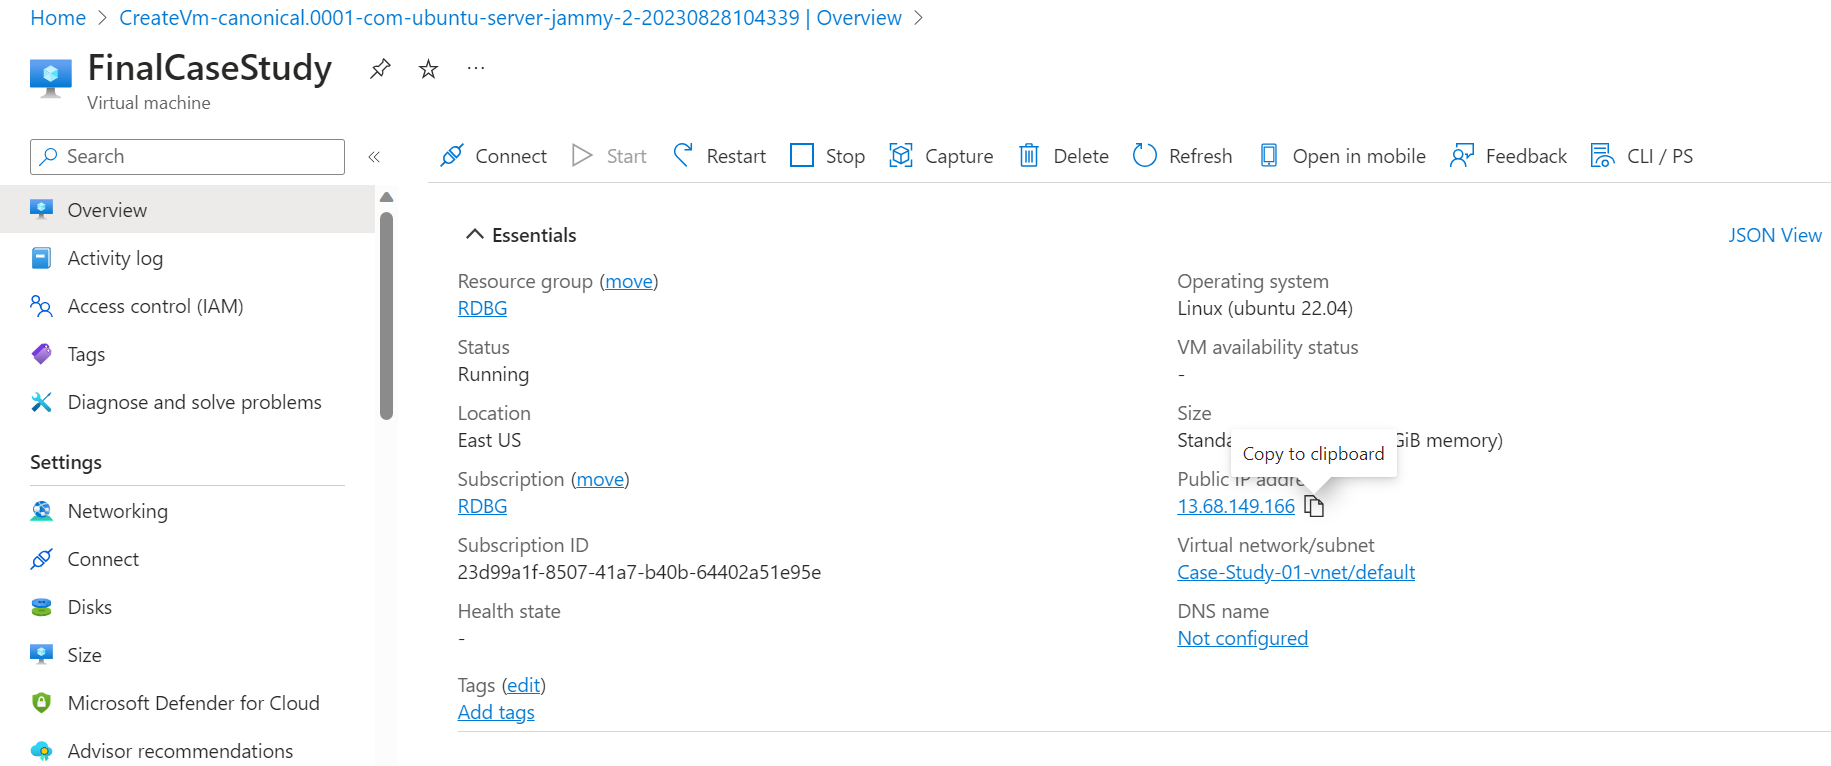 Home > CreateVm-canonical.0001-com-ubuntu-server-jammy-2-20230828104339 | Overview >
FinalCaseStudy
Virtual machine
Search
«
Connect Start Restart Stop Capture Delete Refresh Open in mobile Feedback CLI / PS
Overview
Activity log
Access control (IAM)
Tags
Diagnose and solve problems
Settings
Networking
Connect
Disks
Size
Microsoft Defender for Cloud
Advisor recommendations
Essentials
JSON View
Resource group (move)
RDBG
Status
Running
Location
East US
Subscription (move)
RDBG
Subscription ID
23d99a1f-8507-41a7-b40b-64402a51e95e
Health state
-
Tags (edit)
Add tags
Operating system
Linux (ubuntu 22.04)
VM availability status
-
Size
GiB memory)
Copy to clipboard
Public IP
13.68.149.166
Virtual network/subnet
Case-Study-01-vnet/default
DNS name
Not configured